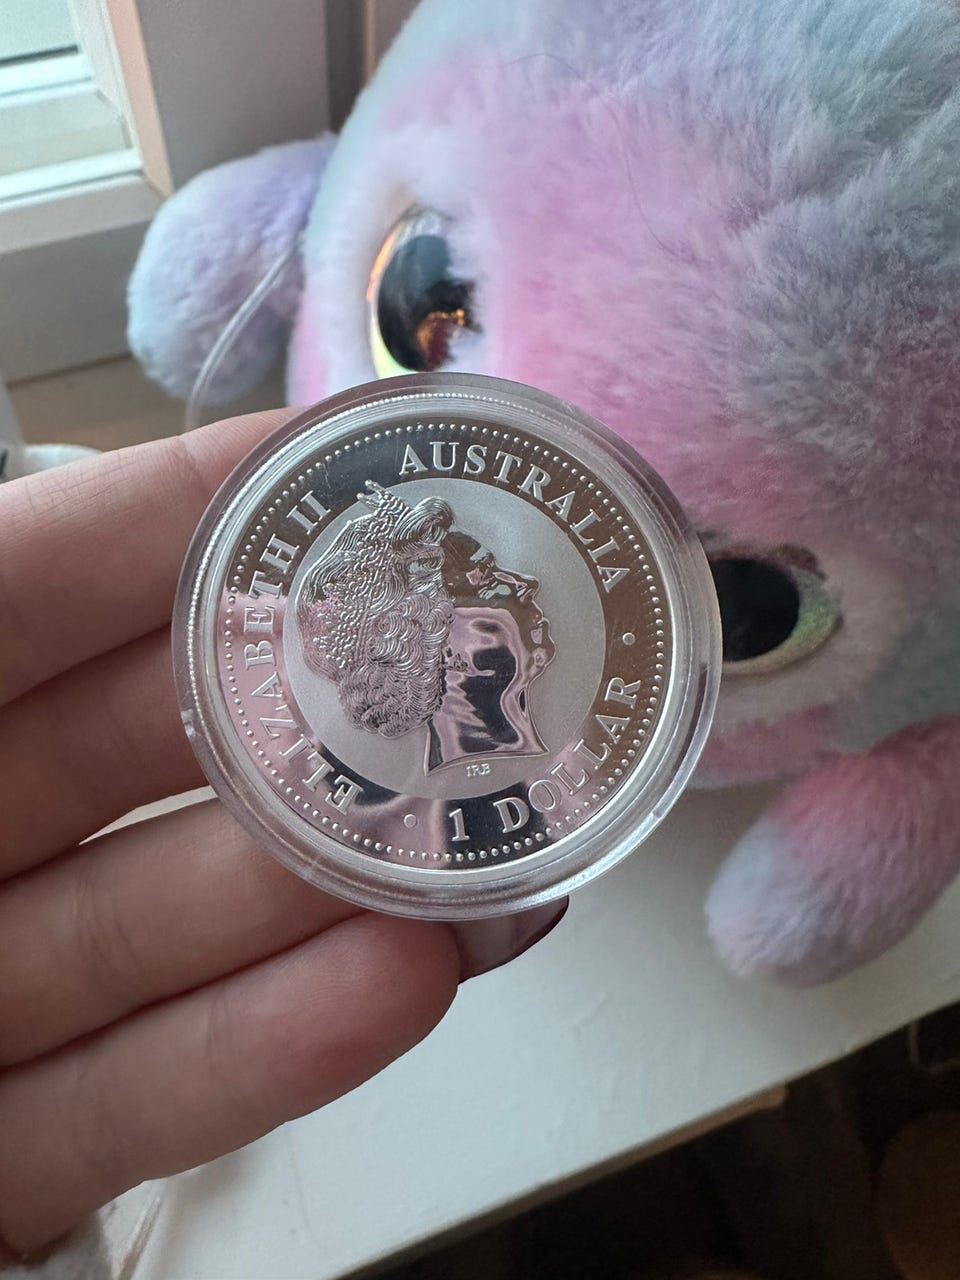 ELIZABETH II
AUSTRALIA
1 DOLLAR
IRB